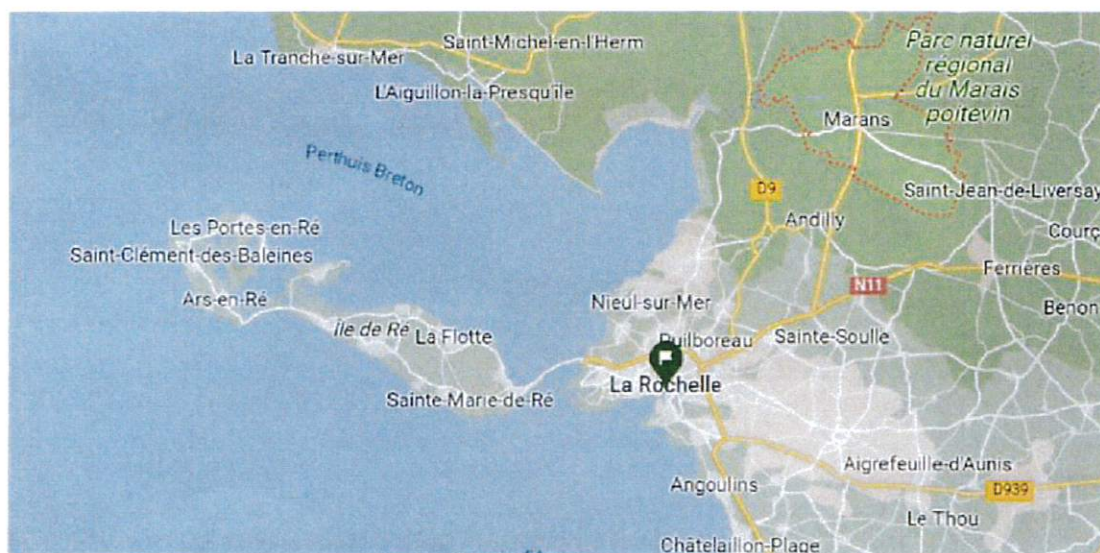 La Tranche-sur-Mer
Saint-Michel-en-l'Herm
L'Aiguillon-la-Presqu'île
Parc naturel
régional
du Marais
poitevin
Marans
Perthuis Breton
D9
Saint-Jean-de-Liversay
Andilly
Les Portes-en-Ré
Saint-Clément-des-Baleines
Courç
Ferrières
N11
Ars-en-Ré
Nieul-sur-Mer
Benon
Île de Ré
La Flotte
Puilboreau
Sainte-Soulle
La Rochelle
Sainte-Marie-de-Ré
Aigrefeuille-d'Aunis
Angoulins
D939
Le Thou
Châtelaillon-Plage